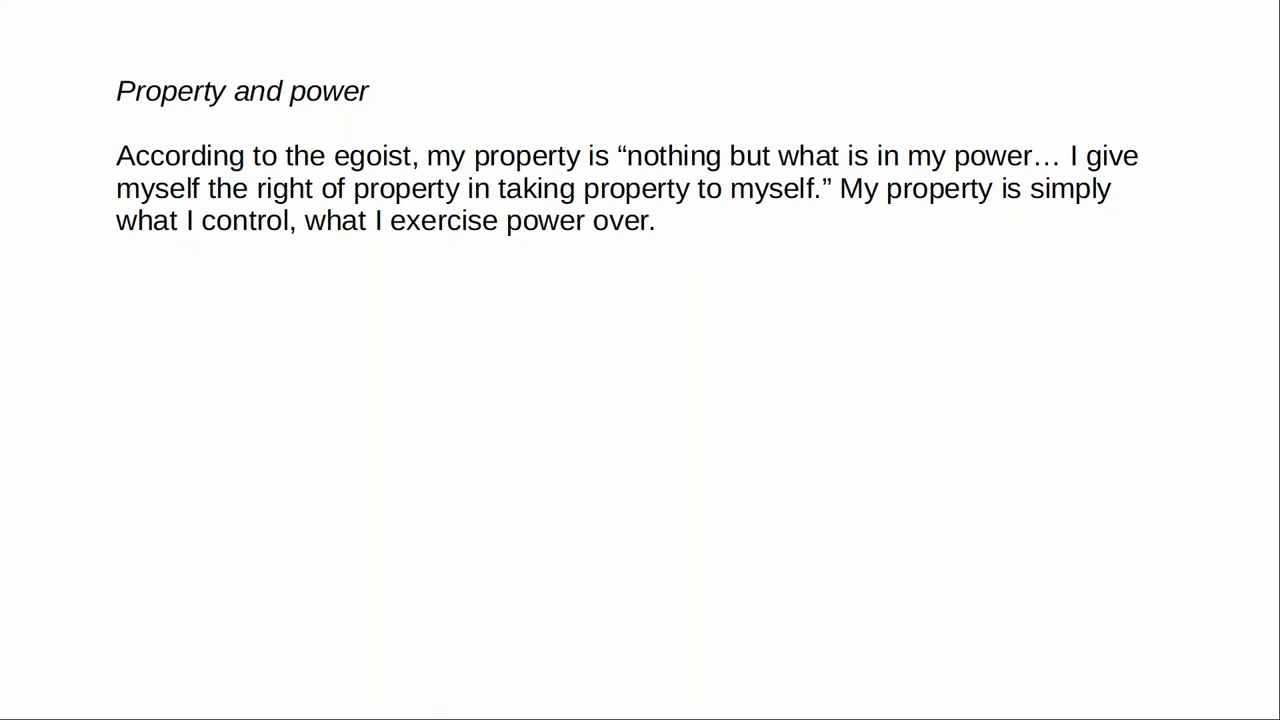 Property and power
According to the egoist, my property is “nothing but what is in my power… I give
myself the right of property in taking property to myself.” My property is simply
what I control, what I exercise power over.